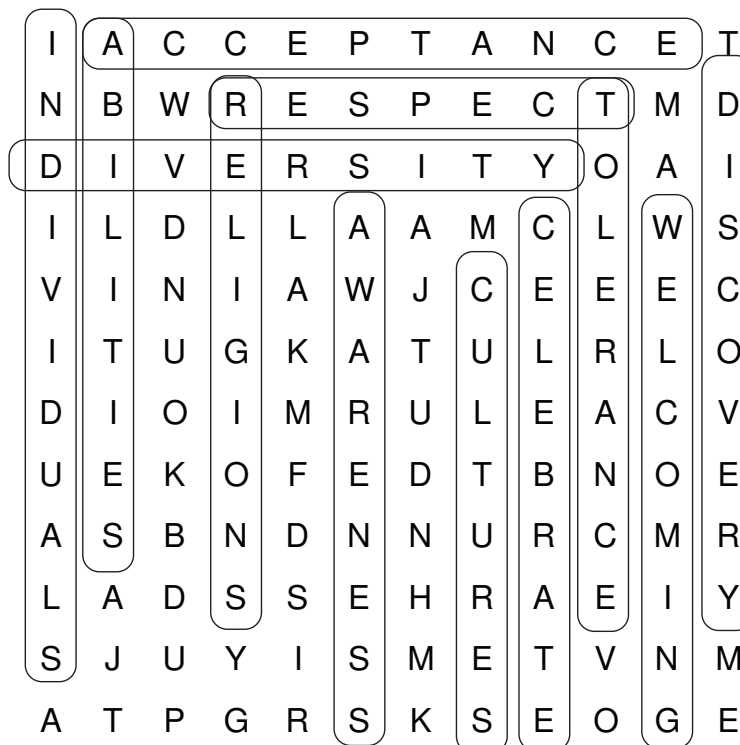 I A C C E P T A N C E T
N B W R E S P E C T M D
D I V E R S I T Y O A I
I L D L L A A M C L W S
V I N I A W J C E E E C
I T U G K A T U L R L O
D I O I M R U L E A C V
U E K O F E D T B N O E
A S B N D N N U R C M R
L A D S S E H R A E I Y
S J U Y I S M E T V N M
A T P G R S K S E O G E